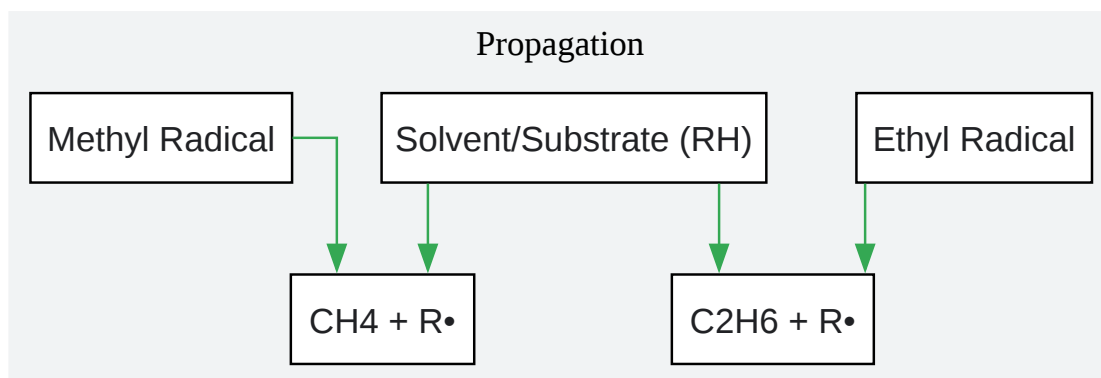 Propagation
Methyl Radical
Solvent/Substrate (RH)
Ethyl Radical
CH4 + R•
C2H6 + R•